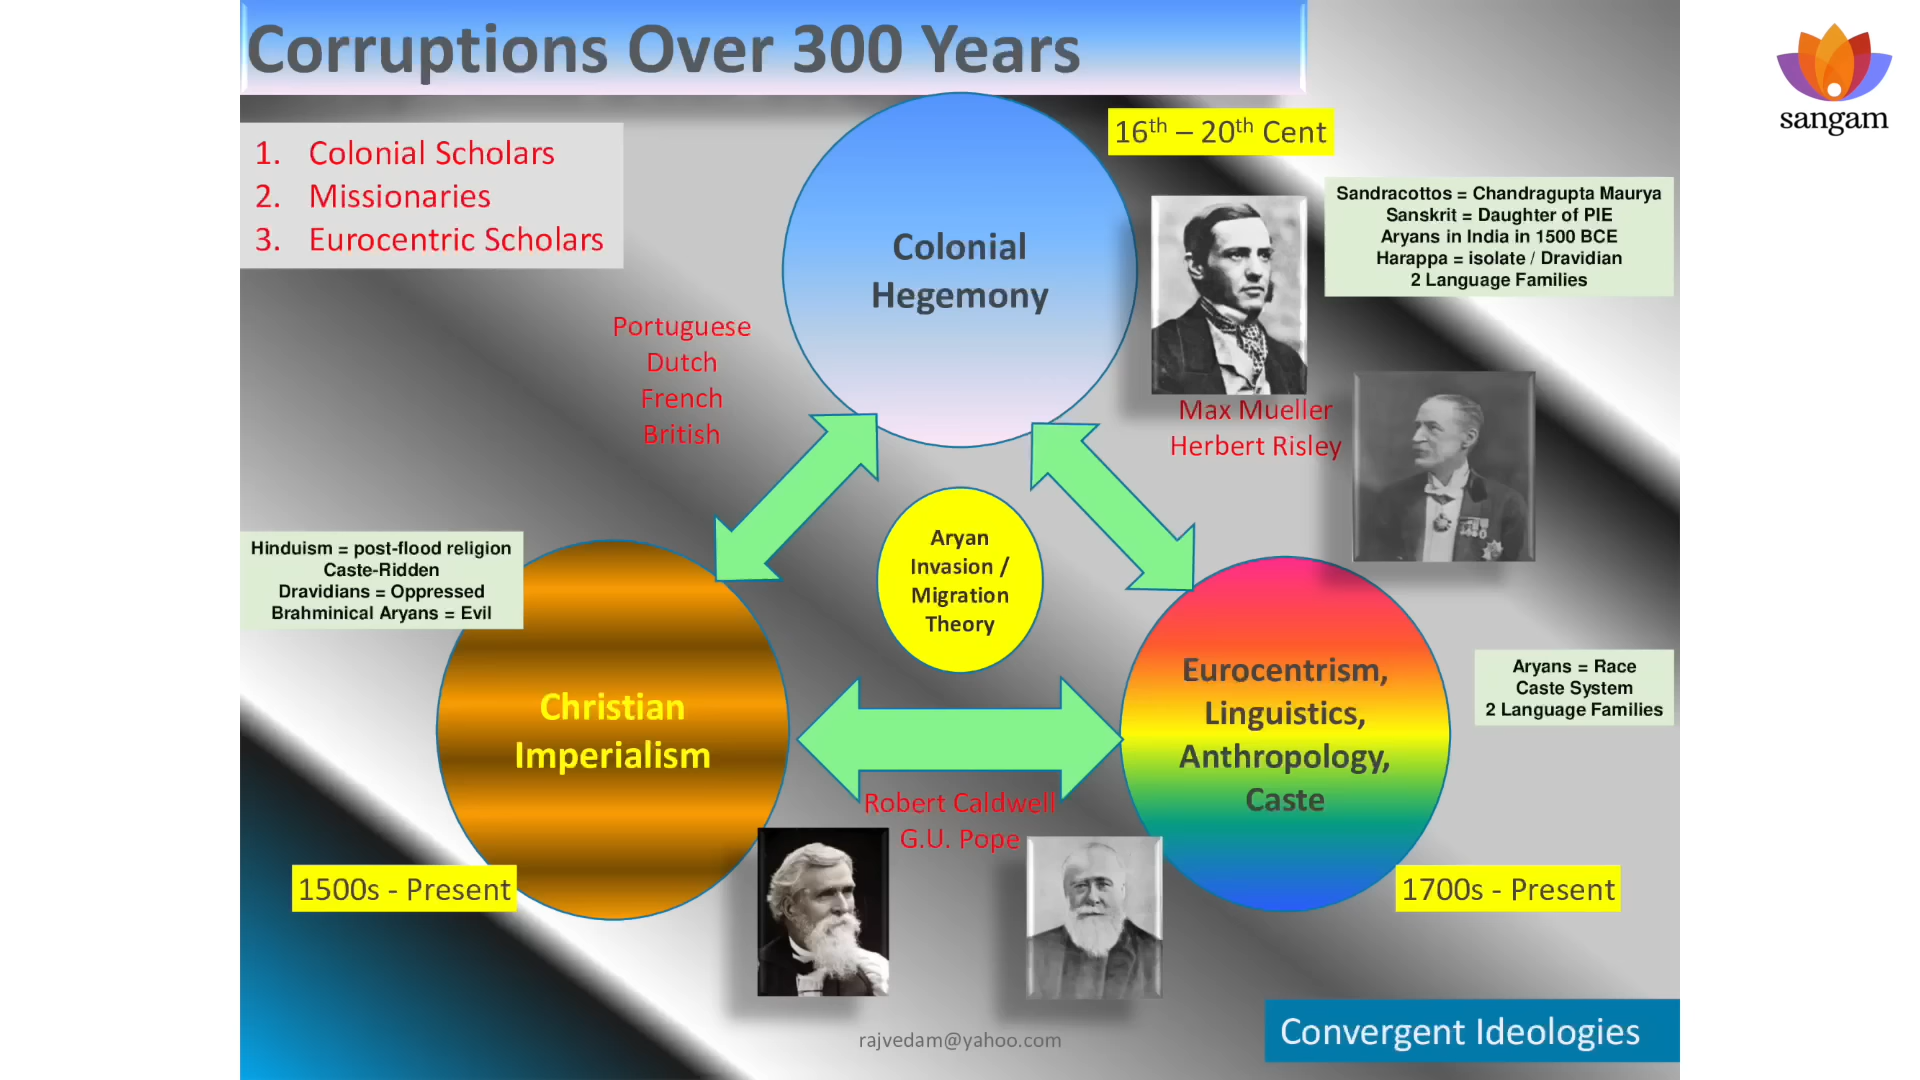 Corruptions Over 300 Years
sangam
1. Colonial Scholars
2. Missionaries
3. Eurocentric Scholars
16th – 20th Cent
Colonial
Hegemony
Sandracottos = Chandragupta Maurya
Sanskrit = Daughter of PIE
Aryans in India in 1500 BCE
Harappa = isolate / Dravidian
2 Language Families
Portuguese
Dutch
French
British
Max Mueller
Herbert Risley
Aryan
Invasion /
Migration
Theory
Hinduism = post-flood religion
Caste-Ridden
Dravidians = Oppressed
Brahminical Aryans = Evil
Christian
Imperialism
Eurocentrism,
Linguistics,
Anthropology,
Caste
Aryans = Race
Caste System
2 Language Families
Robert Caldwell
G.U. Pope
1500s - Present
1700s - Present
rajvedam@yahoo.com
Convergent Ideologies